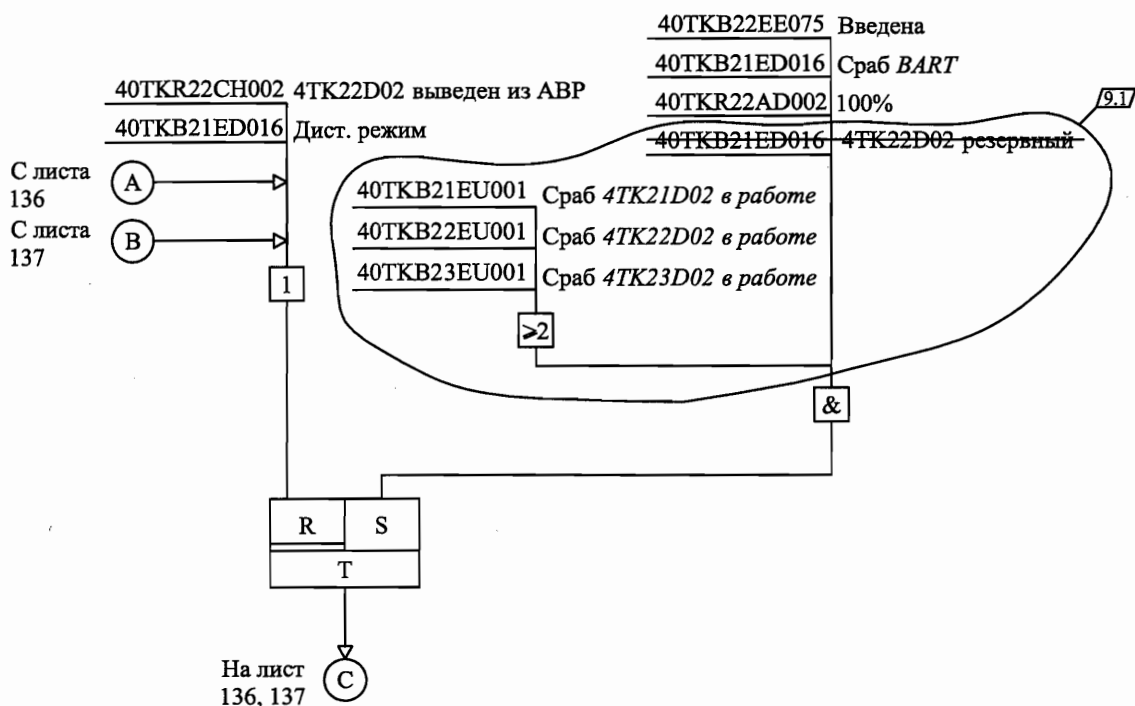 40TKB22EE075 Введена
40TKB21ED016 Сраб BART
40TKR22CH002 4TK22D02 выведен из АВР
40TKR22AD002 100%
9.1
40TKB21ED016 Дист. режим
40TKB21ED016 4TK22D02 резервный
С листа
136
A
40TKB21EU001 Сраб 4TK21D02 в работе
С листа
137
B
40TKB22EU001 Сраб 4TK22D02 в работе
40TKB23EU001 Сраб 4TK23D02 в работе
1
⩾2
&
R S
T
На лист
136, 137
C